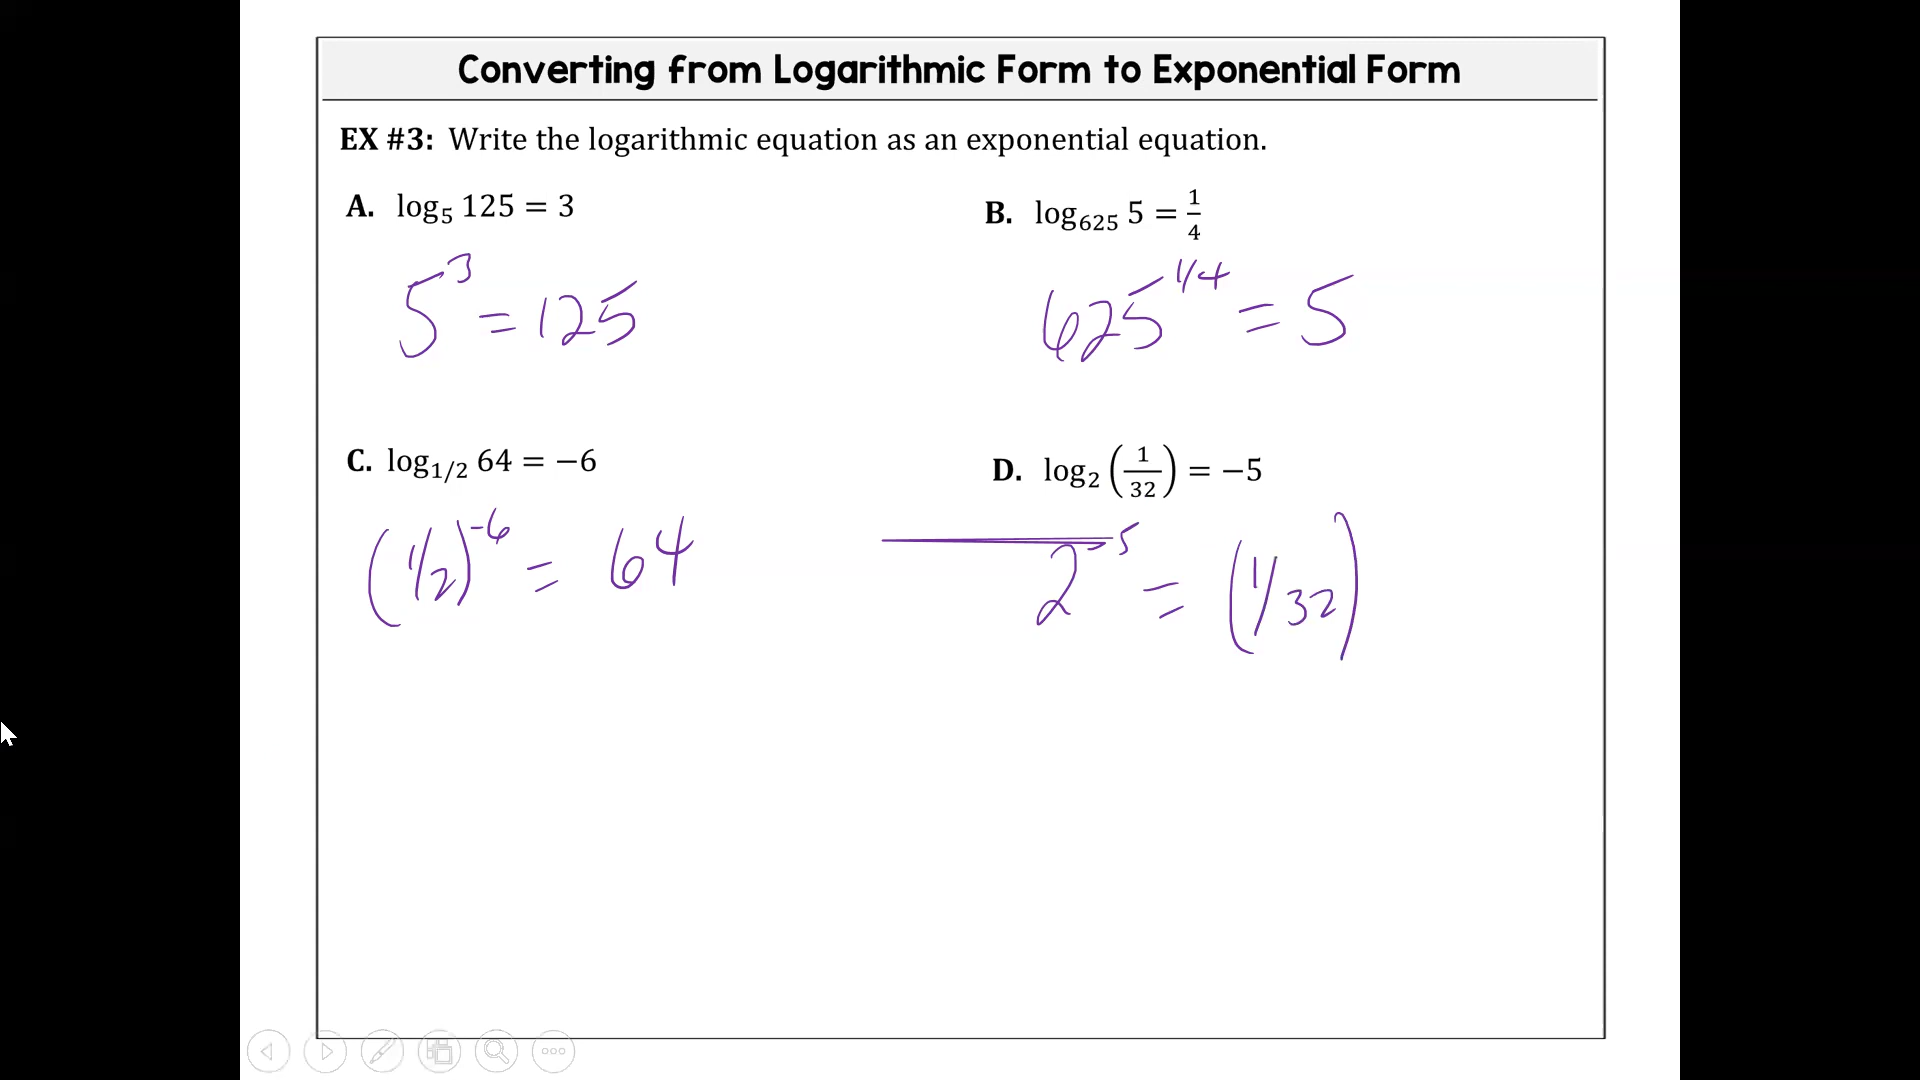 Converting from Logarithmic Form to Exponential Form
EX #3: Write the logarithmic equation as an exponential equation.
A. log₅ 125 = 3
B. log₆₂₅ 5 = 1/4
5³ = 125
625^1/4 = 5
C. log₁/₂ 64 = −6
D. log₂ (1/32) = −5
(1/2)^-6 = 64
2^-5 = (1/32)